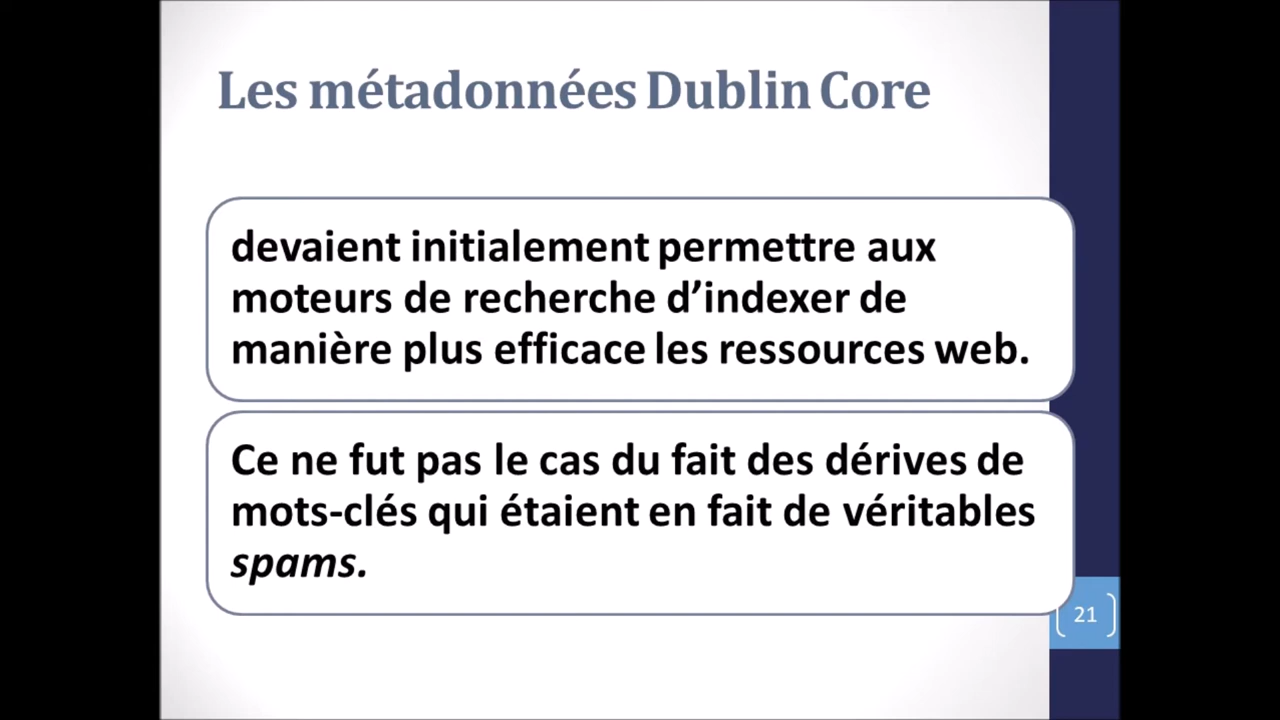 Les métadonnées Dublin Core
devaient initialement permettre aux
moteurs de recherche d’indexer de
manière plus efficace les ressources web.
Ce ne fut pas le cas du fait des dérives de
mots-clés qui étaient en fait de véritables
spams.
21